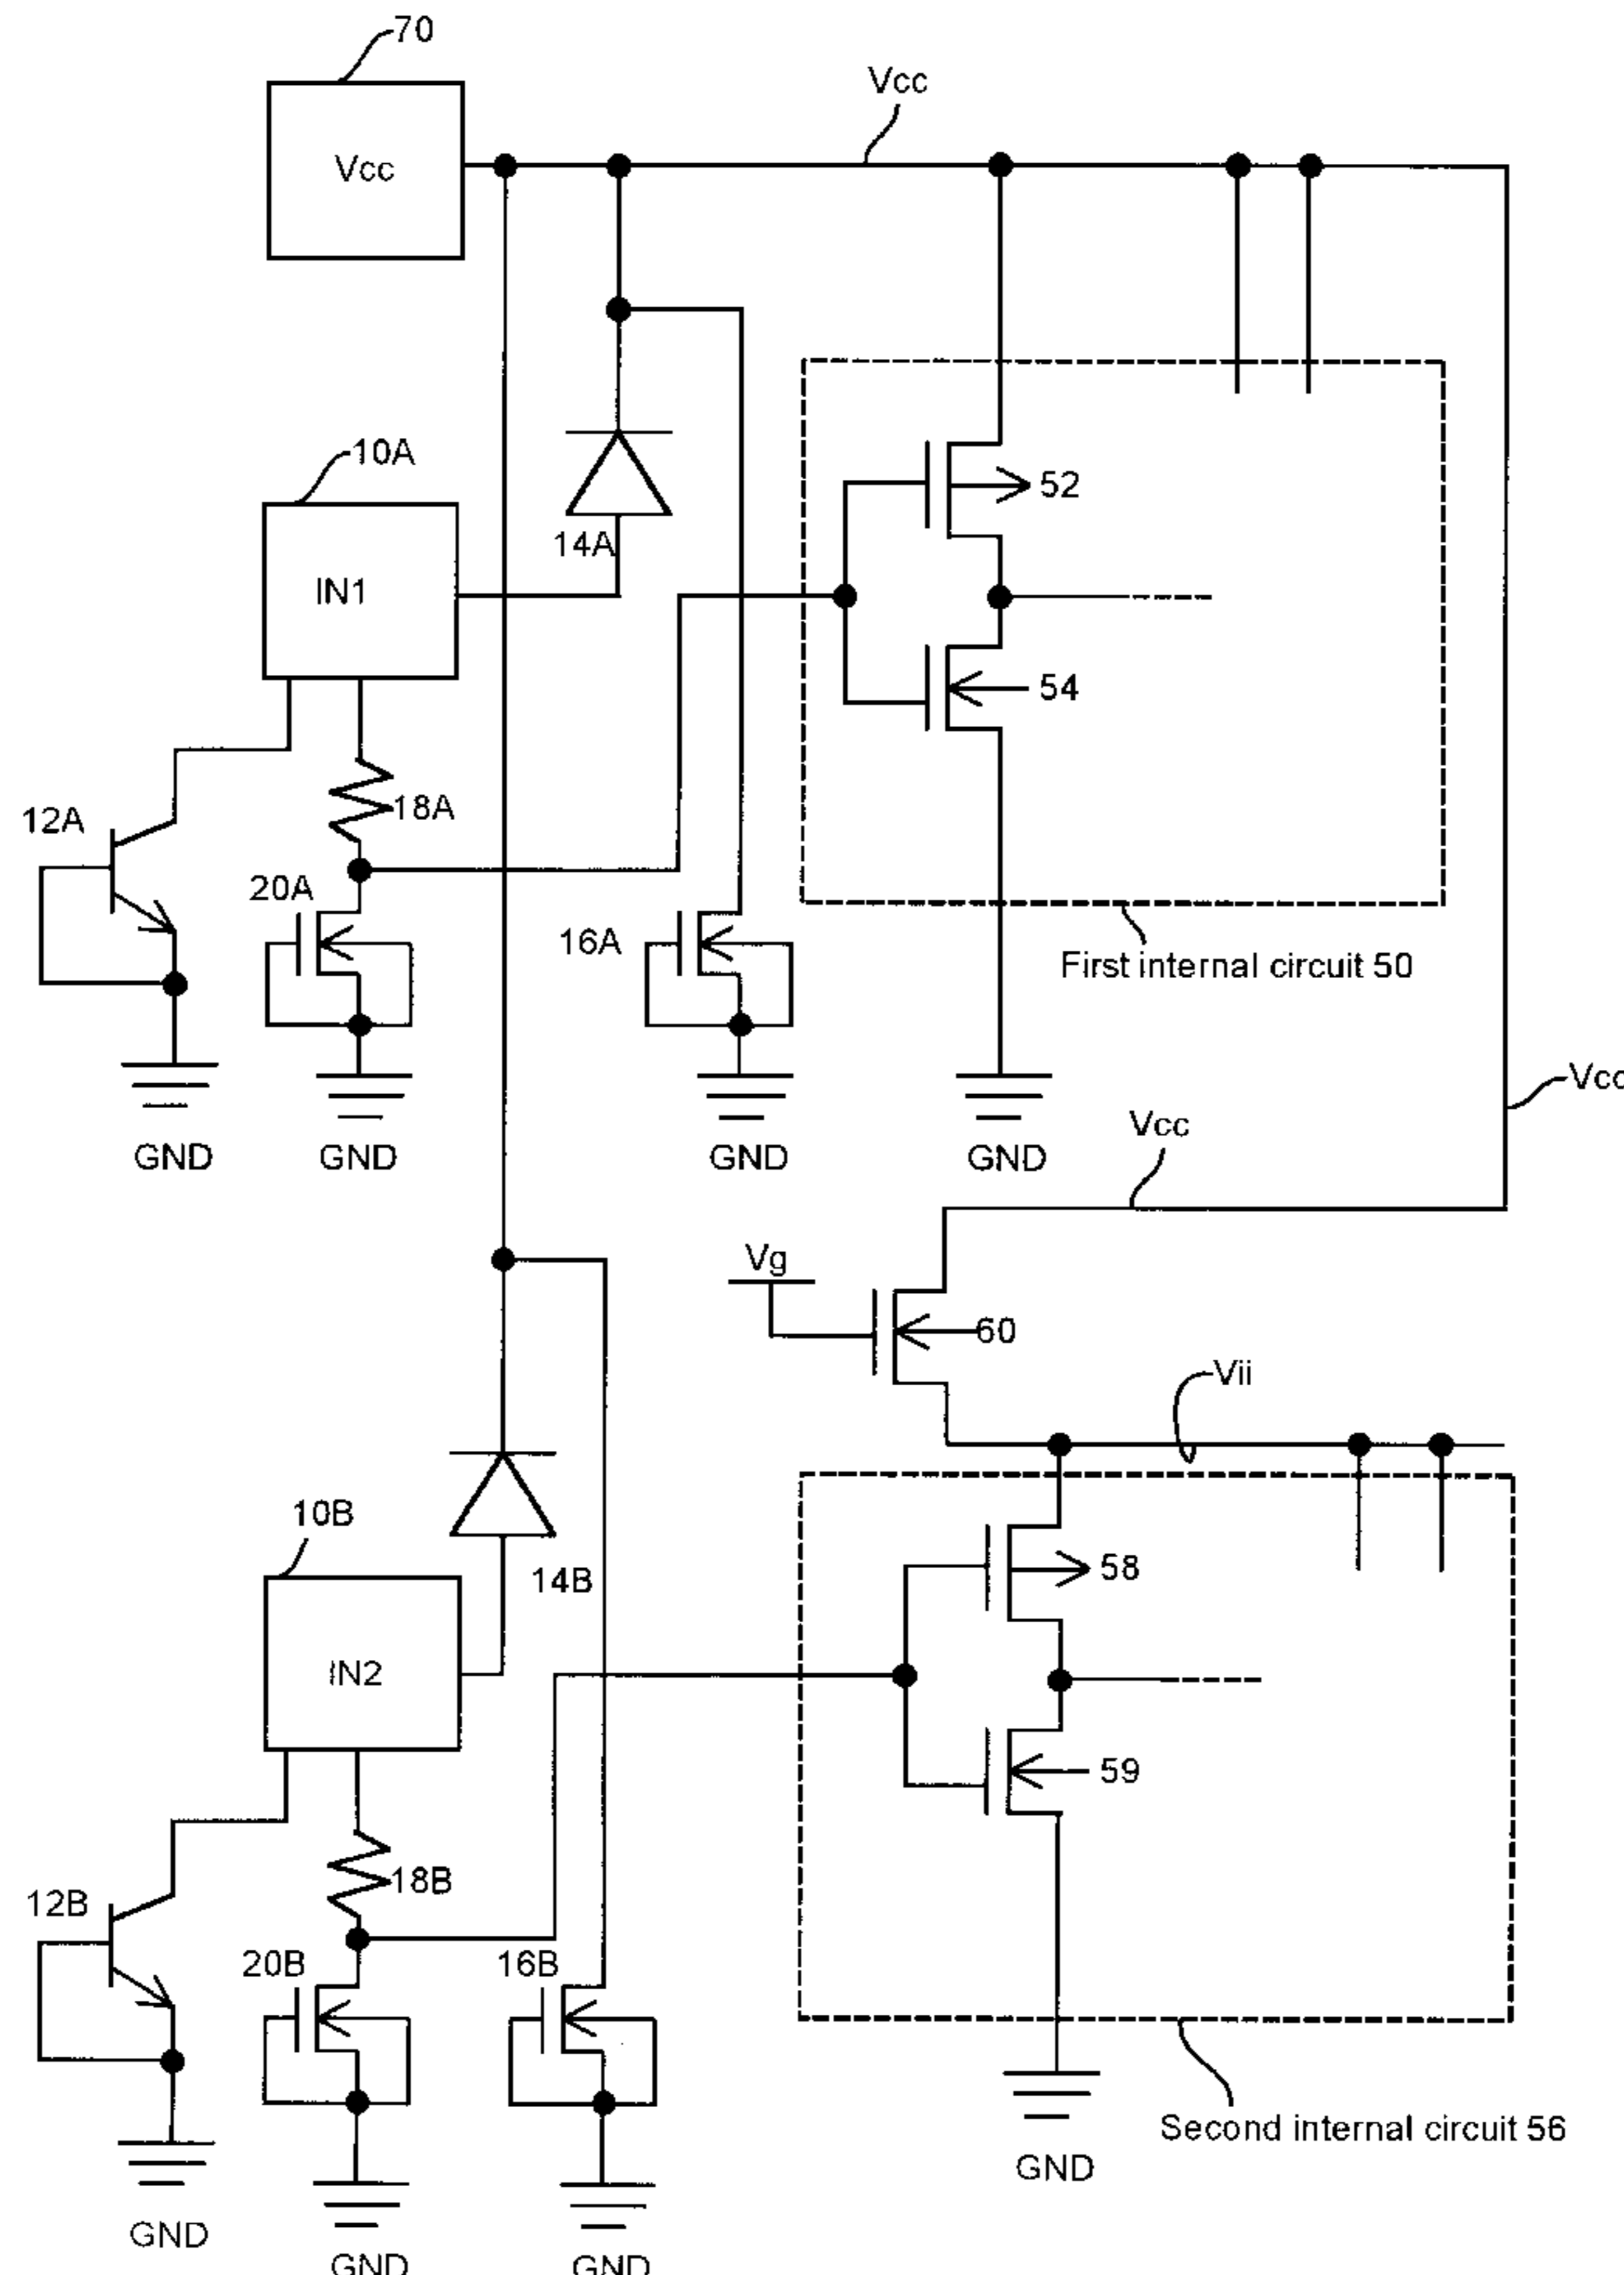 70
Vcc
Vcc
10A
52
14A
IN1
54
18A
12A
20A
16A
First internal circuit 50
Vcc
Vcc
GND
GND
GND
GND
Vg
60
Vii
10B
58
14B
IN2
59
18B
12B
20B
16B
Second internal circuit 56
GND
GND
GND
GND